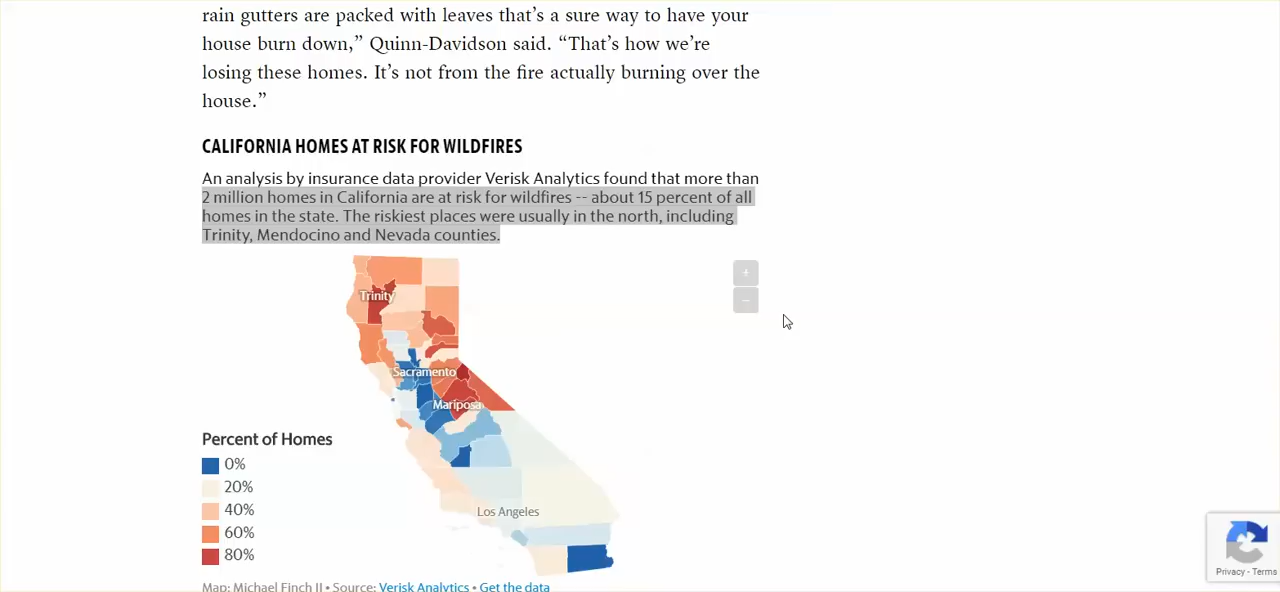 rain gutters are packed with leaves that’s a sure way to have your
house burn down,” Quinn-Davidson said. “That’s how we’re
losing these homes. It’s not from the fire actually burning over the
house.”
CALIFORNIA HOMES AT RISK FOR WILDFIRES
An analysis by insurance data provider Verisk Analytics found that more than
2 million homes in California are at risk for wildfires -- about 15 percent of all
homes in the state. The riskiest places were usually in the north, including
Trinity, Mendocino and Nevada counties.
+
−
Trinity
Sacramento
Mariposa
Los Angeles
Percent of Homes
0%
20%
40%
60%
80%
Map: Michael Finch II • Source: Verisk Analytics • Get the data
Privacy - Terms